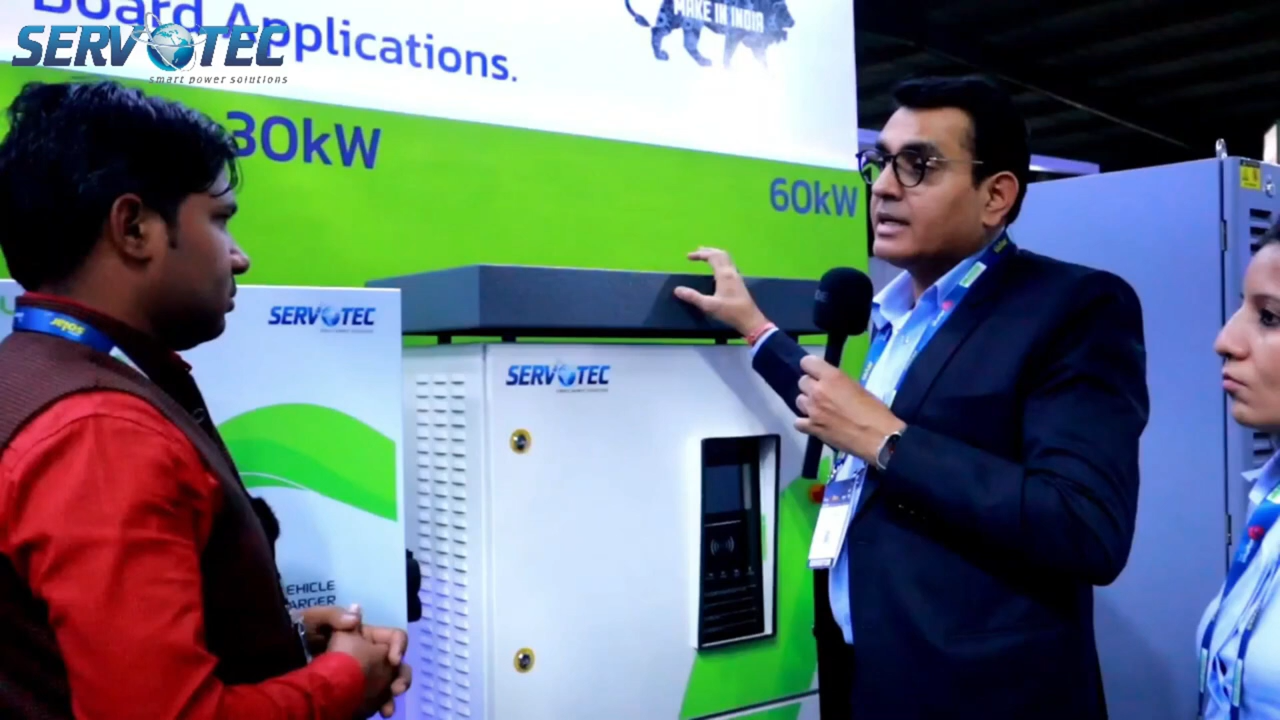 Board Applications.
MAKE IN INDIA
SERVOTEC
smart power solutions
30kW
60kW
SERVOTEC
SERVOTEC
EHICLE
ARGER